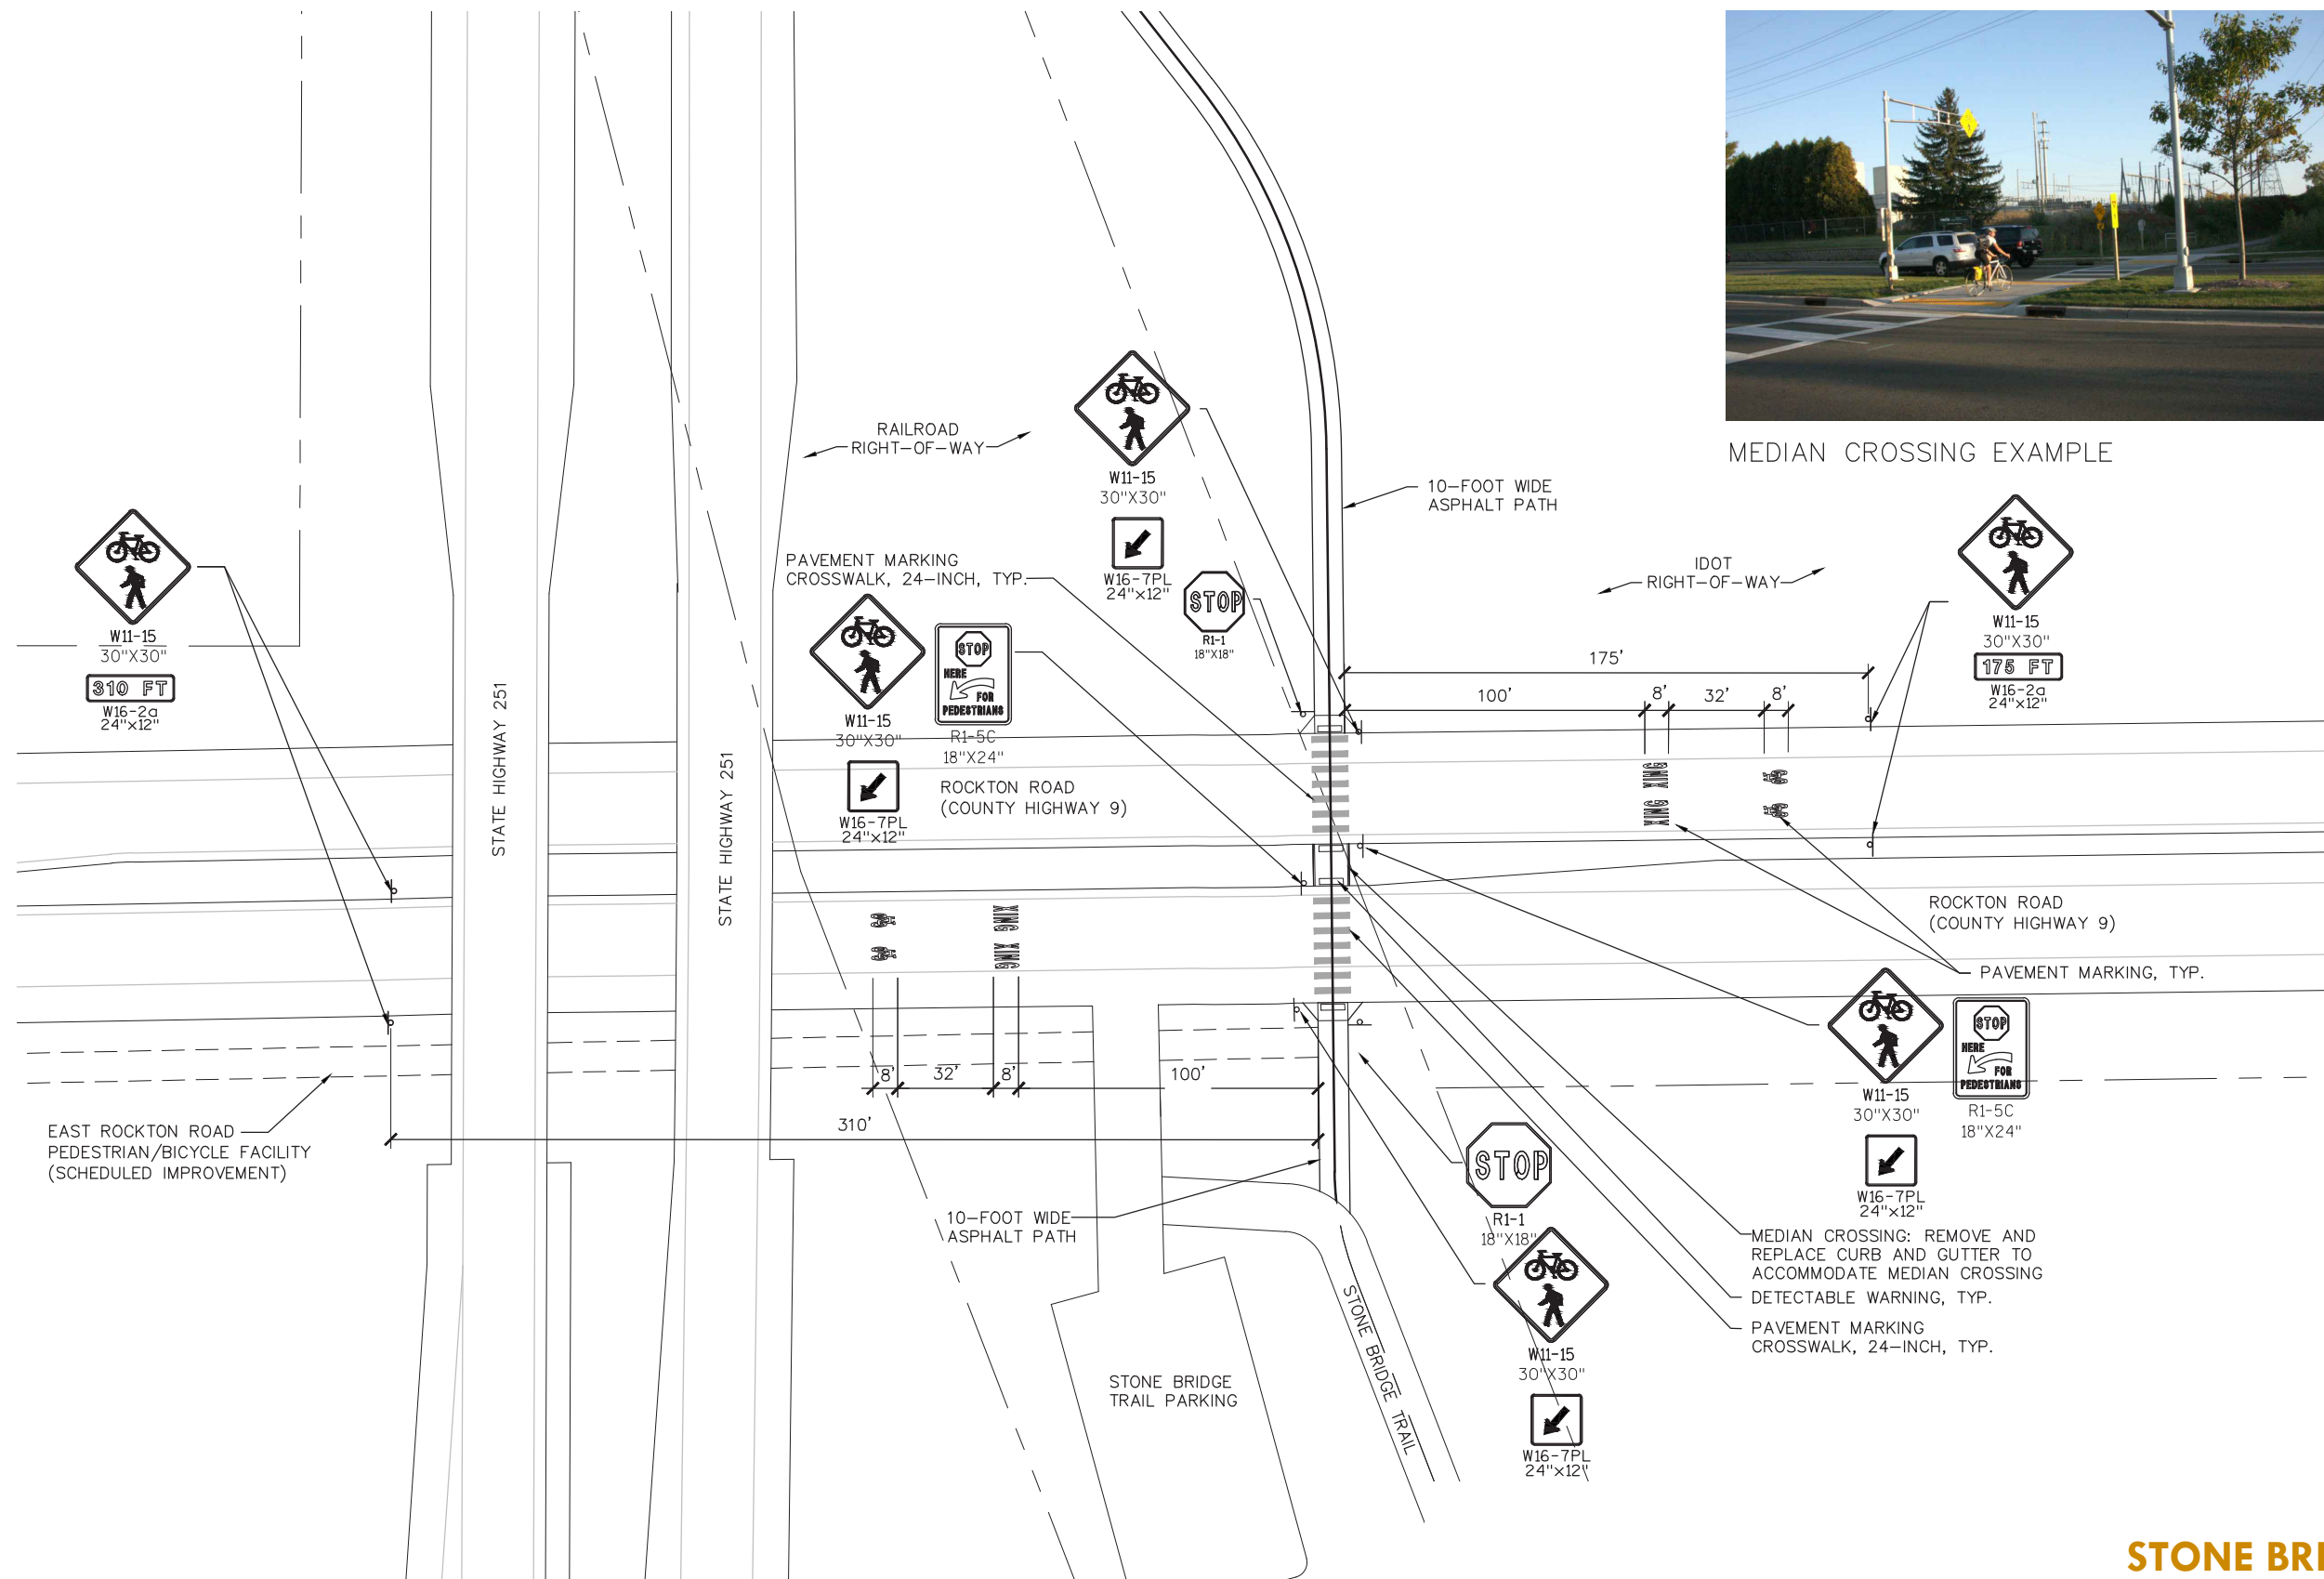 MEDIAN CROSSING EXAMPLE
RAILROAD
RIGHT-OF-WAY
W11-15
30"X30"
W16-7PL
24"x12"
STOP
R1-1
18"X18"
10-FOOT WIDE
ASPHALT PATH
IDOT
RIGHT-OF-WAY
W11-15
30"X30"
175 FT
W16-2a
24"x12"
W11-15
30"X30"
310 FT
W16-2a
24"x12"
PAVEMENT MARKING
CROSSWALK, 24-INCH, TYP.
W11-15
30"X30"
W16-7PL
24"x12"
STOP
HERE
FOR
PEDESTRIANS
R1-5C
18"X24"
ROCKTON ROAD
(COUNTY HIGHWAY 9)
STATE HIGHWAY 251
STATE HIGHWAY 251
175'
100'
8'
32'
8'
XING XING
XING XING
ROCKTON ROAD
(COUNTY HIGHWAY 9)
PAVEMENT MARKING, TYP.
W11-15
30"X30"
W16-7PL
24"x12"
STOP
HERE
FOR
PEDESTRIANS
R1-5C
18"X24"
8'
32'
8'
100'
310'
EAST ROCKTON ROAD
PEDESTRIAN/BICYCLE FACILITY
(SCHEDULED IMPROVEMENT)
10-FOOT WIDE
ASPHALT PATH
STOP
R1-1
18"X18"
W11-15
30"X30"
W16-7PL
24"x12"
MEDIAN CROSSING: REMOVE AND
REPLACE CURB AND GUTTER TO
ACCOMMODATE MEDIAN CROSSING
DETECTABLE WARNING, TYP.
PAVEMENT MARKING
CROSSWALK, 24-INCH, TYP.
STONE BRIDGE
TRAIL PARKING
STONE BRIDGE TRAIL
STONE BRI